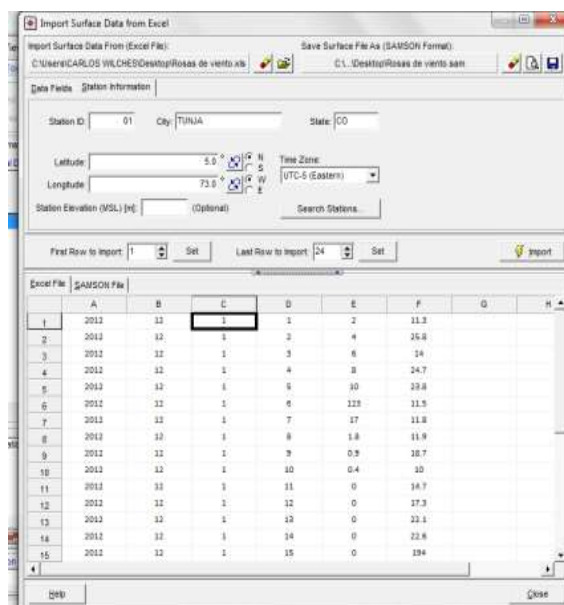 Import Surface Data from Excel
Import Surface Data From (Excel File): Save Surface File As (SAMSON Format):
C:\Users\CARLOS WILCHES\Desktop\Rosas de viento.xls C:\...\Desktop\Rosas de viento.sam
Data Fields Station Information
Station ID: 01 City: TUNJA State: CO
Latitude: 5.0 ° N S Time Zone:
Longitude: 73.0 ° W E UTC-5 (Eastern)
Station Elevation (MSL) [m]: (Optional) Search Stations...
First Row to Import: 1 Set Last Row to Import: 24 Set Import
Excel File SAMSON File
A B C D E F G H
1 2012 12 1 1 2 11.3
2 2012 12 1 2 4 25.8
3 2012 12 1 3 6 14
4 2012 12 1 4 8 24.7
5 2012 12 1 5 10 23.8
6 2012 12 1 6 123 11.5
7 2012 12 1 7 17 11.8
8 2012 12 1 8 1.8 11.9
9 2012 12 1 9 0.9 18.7
10 2012 12 1 10 0.4 10
11 2012 12 1 11 0 14.7
12 2012 12 1 12 0 17.3
13 2012 12 1 13 0 22.1
14 2012 12 1 14 0 22.6
15 2012 12 1 15 0 194
Help Close